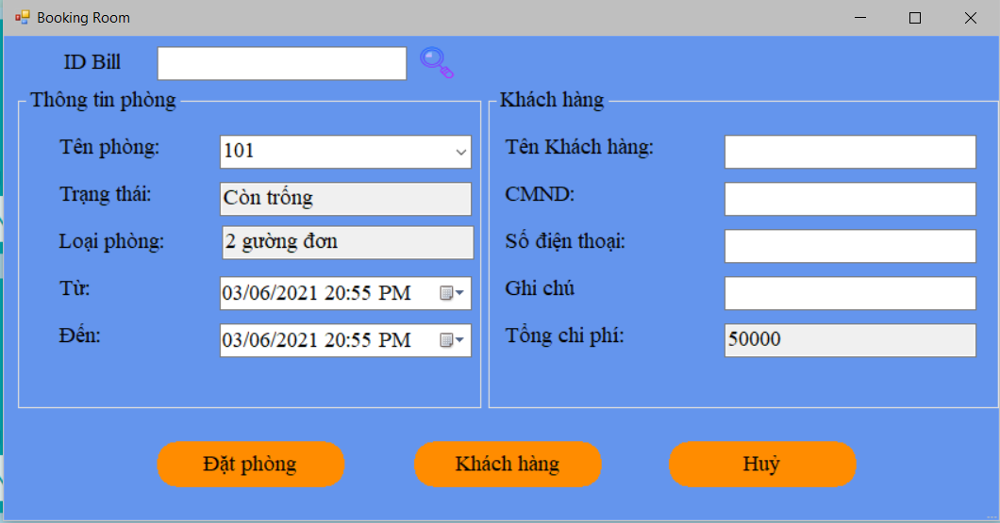 Booking Room
ID Bill
Thông tin phòng
Tên phòng: 101
Trạng thái: Còn trống
Loại phòng: 2 gường đơn
Từ: 03/06/2021 20:55 PM
Đến: 03/06/2021 20:55 PM
Khách hàng
Tên Khách hàng:
CMND:
Số điện thoại:
Ghi chú
Tổng chi phí: 50000
Đặt phòng
Khách hàng
Huỷ